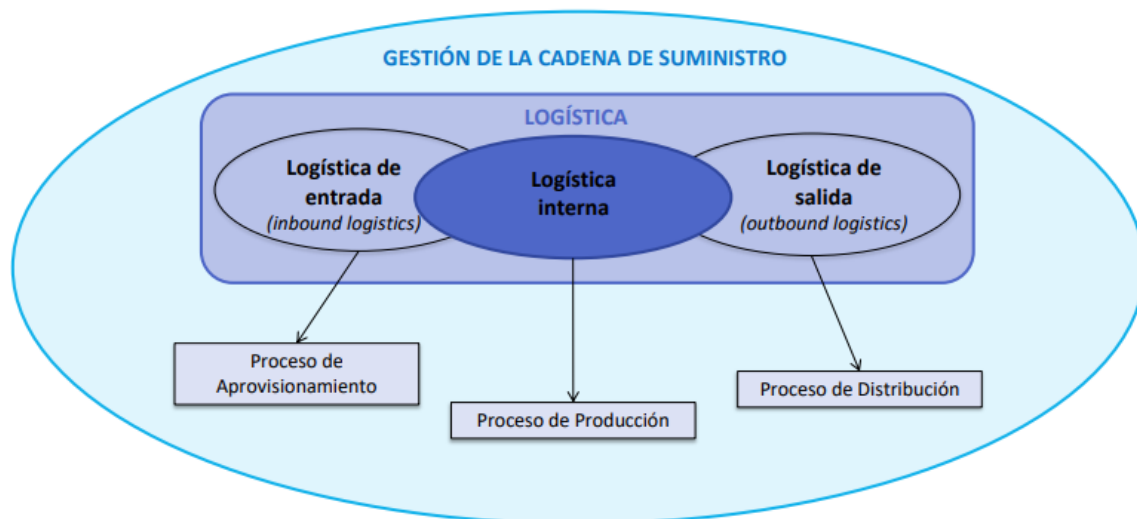 GESTIÓN DE LA CADENA DE SUMINISTRO
LOGÍSTICA
Logística de
entrada
(inbound logistics)
Logística
interna
Logística de
salida
(outbound logistics)
Proceso de
Aprovisionamiento
Proceso de Producción
Proceso de Distribución